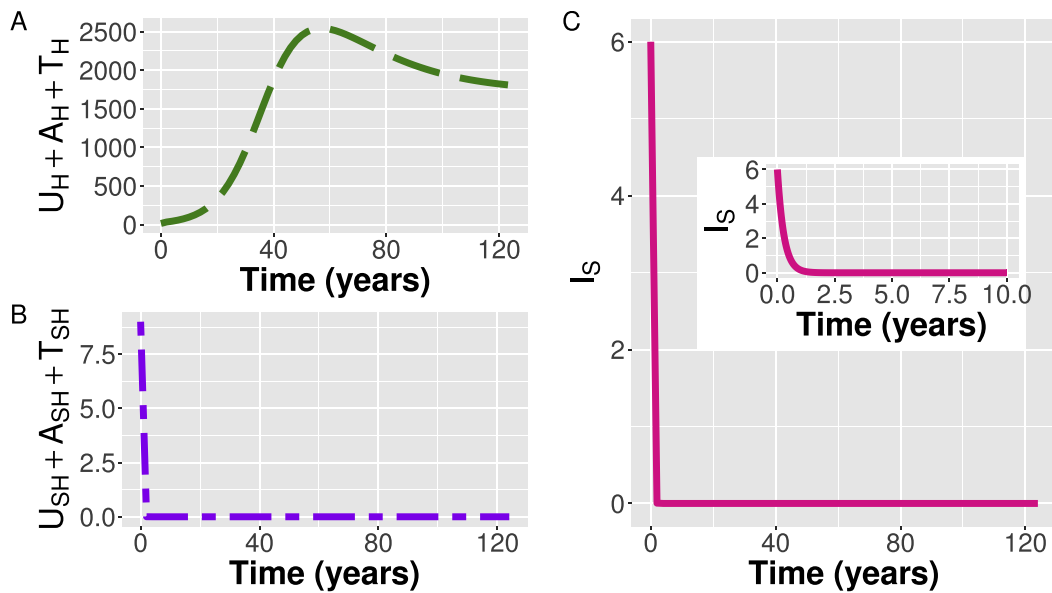 A
U_H + A_H + T_H
2500
2000
1500
1000
500
0
0 40 80 120
Time (years)
B
U_SH + A_SH + T_SH
7.5
5.0
2.5
0.0
0 40 80 120
Time (years)
C
I_S
6
4
2
0
0 40 80 120
Time (years)
I_S
6
4
2
0
0.0 2.5 5.0 7.5 10.0
Time (years)